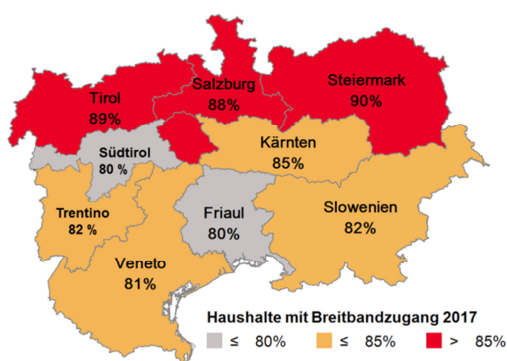 Tirol
89%
Salzburg
88%
Steiermark
90%
Südtirol
80 %
Kärnten
85%
Trentino
82 %
Friaul
80%
Slowenien
82%
Veneto
81%
Haushalte mit Breitbandzugang 2017
≤ 80% ≤ 85% > 85%